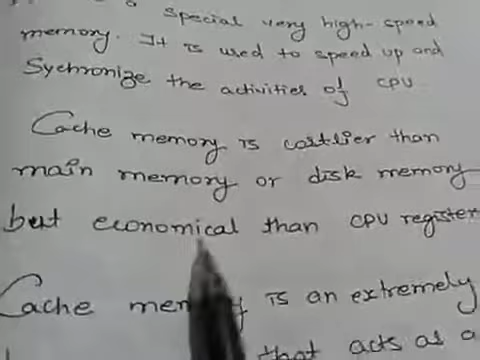 a special very high-speed
memory. It is used to speed up and
Sychronize the activities of CPU
Cache memory is costlier than
main memory or disk memory
but economical than CPU register
Cache memory is an extremely
that acts as a